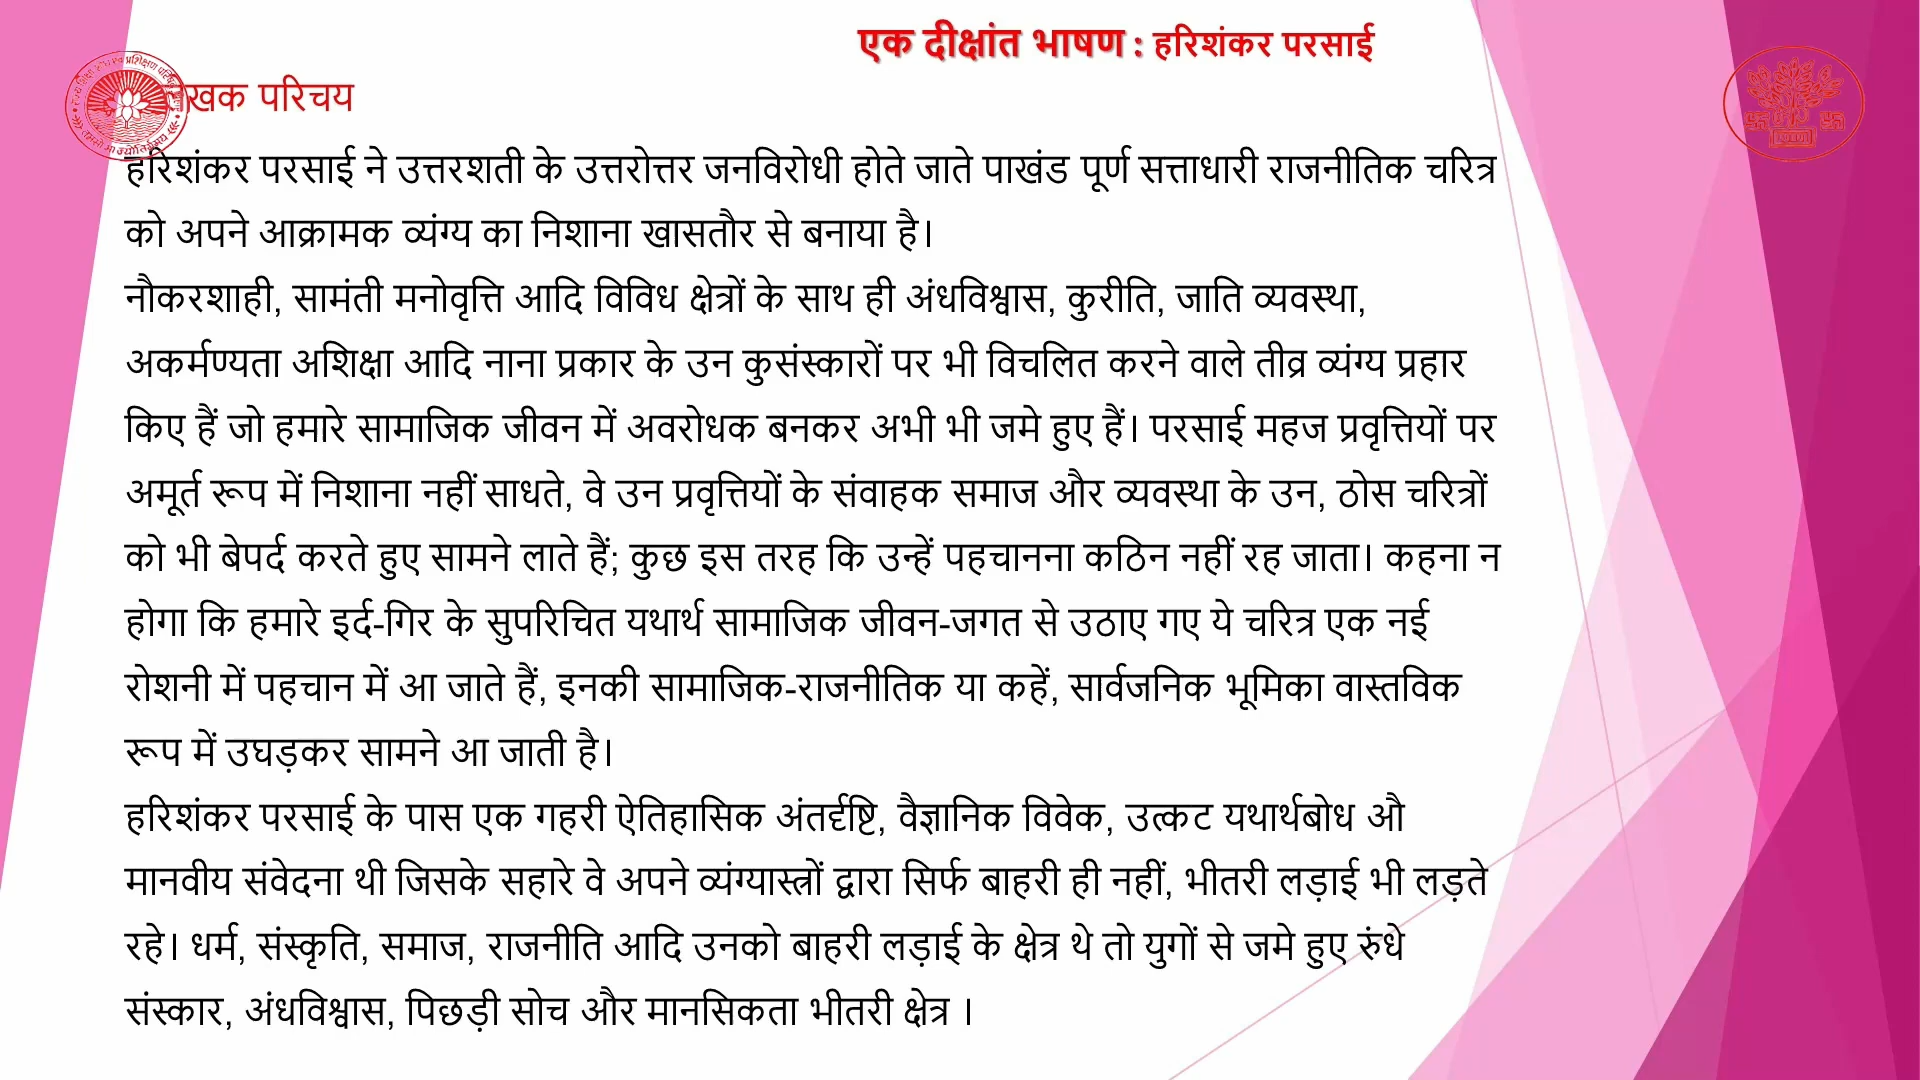 एक दीक्षांत भाषण : हरिशंकर परसाई
परिचय
हरिशंकर परसाई ने उत्तरशती के उत्तरोत्तर जनविरोधी होते जाते पाखंड पूर्ण सत्ताधारी राजनीतिक चरित्र
को अपने आक्रामक व्यंग्य का निशाना खासतौर से बनाया है।
नौकरशाही, सामंती मनोवृत्ति आदि विविध क्षेत्रों के साथ ही अंधविश्वास, कुरीति, जाति व्यवस्था,
अकर्मण्यता अशिक्षा आदि नाना प्रकार के उन कुसंस्कारों पर भी विचलित करने वाले तीव्र व्यंग्य प्रहार
किए हैं जो हमारे सामाजिक जीवन में अवरोधक बनकर अभी भी जमे हुए हैं। परसाई महज प्रवृत्तियों पर
अमूर्त रूप में निशाना नहीं साधते, वे उन प्रवृत्तियों के संवाहक समाज और व्यवस्था के उन, ठोस चरित्रों
को भी बेपर्द करते हुए सामने लाते हैं; कुछ इस तरह कि उन्हें पहचानना कठिन नहीं रह जाता। कहना न
होगा कि हमारे इर्द-गिर के सुपरिचित यथार्थ सामाजिक जीवन-जगत से उठाए गए ये चरित्र एक नई
रोशनी में पहचान में आ जाते हैं, इनकी सामाजिक-राजनीतिक या कहें, सार्वजनिक भूमिका वास्तविक
रूप में उघड़कर सामने आ जाती है।
हरिशंकर परसाई के पास एक गहरी ऐतिहासिक अंतर्दृष्टि, वैज्ञानिक विवेक, उत्कट यथार्थबोध औ
मानवीय संवेदना थी जिसके सहारे वे अपने व्यंग्यास्त्रों द्वारा सिर्फ बाहरी ही नहीं, भीतरी लड़ाई भी लड़ते
रहे। धर्म, संस्कृति, समाज, राजनीति आदि उनको बाहरी लड़ाई के क्षेत्र थे तो युगों से जमे हुए रुंधे
संस्कार, अंधविश्वास, पिछड़ी सोच और मानसिकता भीतरी क्षेत्र ।